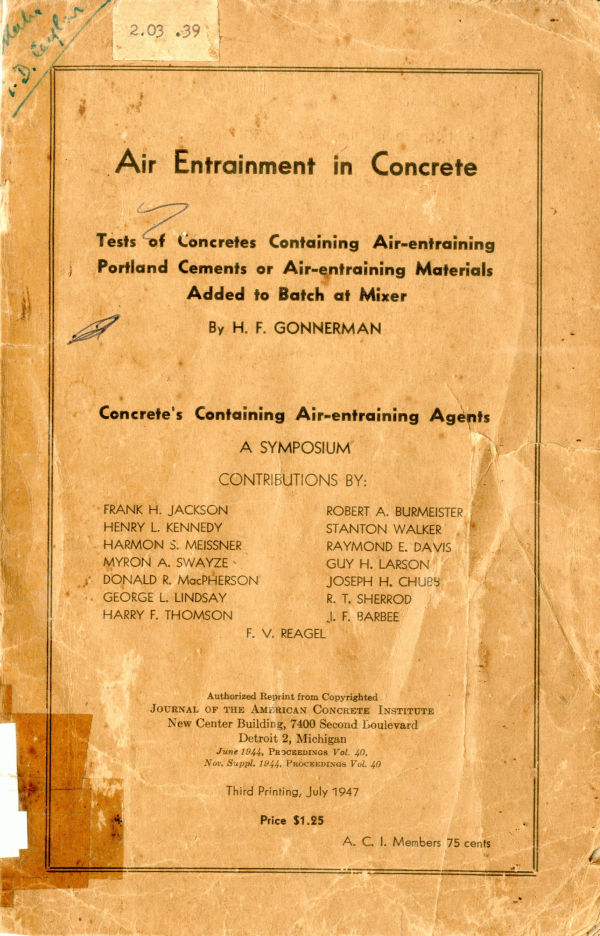 2.03 .39
Air Entrainment in Concrete
Tests of Concretes Containing Air-entraining
Portland Cements or Air-entraining Materials
Added to Batch at Mixer
By H. F. GONNERMAN
Concrete's Containing Air-entraining Agents
A SYMPOSIUM
CONTRIBUTIONS BY:
FRANK H. JACKSON
HENRY L. KENNEDY
HARMON S. MEISSNER
MYRON A. SWAYZE
DONALD R. MacPHERSON
GEORGE L. LINDSAY
HARRY F. THOMSON
ROBERT A. BURMEISTER
STANTON WALKER
RAYMOND E. DAVIS
GUY H. LARSON
JOSEPH H. CHUBB
R. T. SHERROD
J. F. BARBEE
F. V. REAGEL
Authorized Reprint from Copyrighted
JOURNAL OF THE AMERICAN CONCRETE INSTITUTE
New Center Building, 7400 Second Boulevard
Detroit 2, Michigan
June 1944, PROCEEDINGS Vol. 40,
Nov. Suppl. 1944, PROCEEDINGS Vol. 40
Third Printing, July 1947
Price $1.25
A. C. I. Members 75 cents